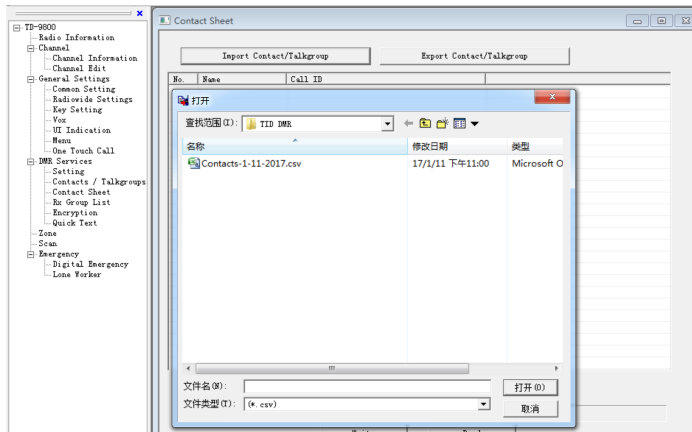 TD-9800
Radio Information
Channel
Channel Information
Channel Edit
General Settings
Common Setting
Radiowide Settings
Key Setting
Vox
UI Indication
Menu
One Touch Call
DMR Services
Setting
Contacts / Talkgroups
Contact Sheet
Rx Group List
Encryption
Quick Text
Zone
Scan
Emergency
Digital Emergency
Lone Worker
Contact Sheet
Import Contact/Talkgroup
Export Contact/Talkgroup
No. Name Call ID
打开
查找范围(I): TID DMR
名称 修改日期 类型
Contacts-1-11-2017.csv 17/1/11 下午11:00 Microsoft O
文件名(N): 打开(O)
文件类型(T): (*.csv) 取消